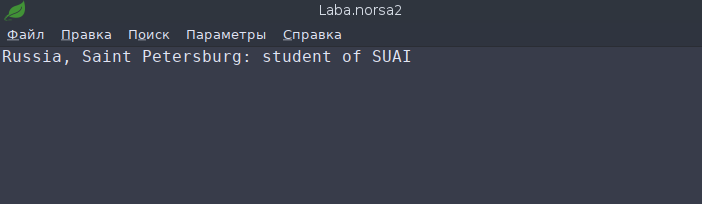 Laba.norsa2
Файл Правка Поиск Параметры Справка
Russia, Saint Petersburg: student of SUAI